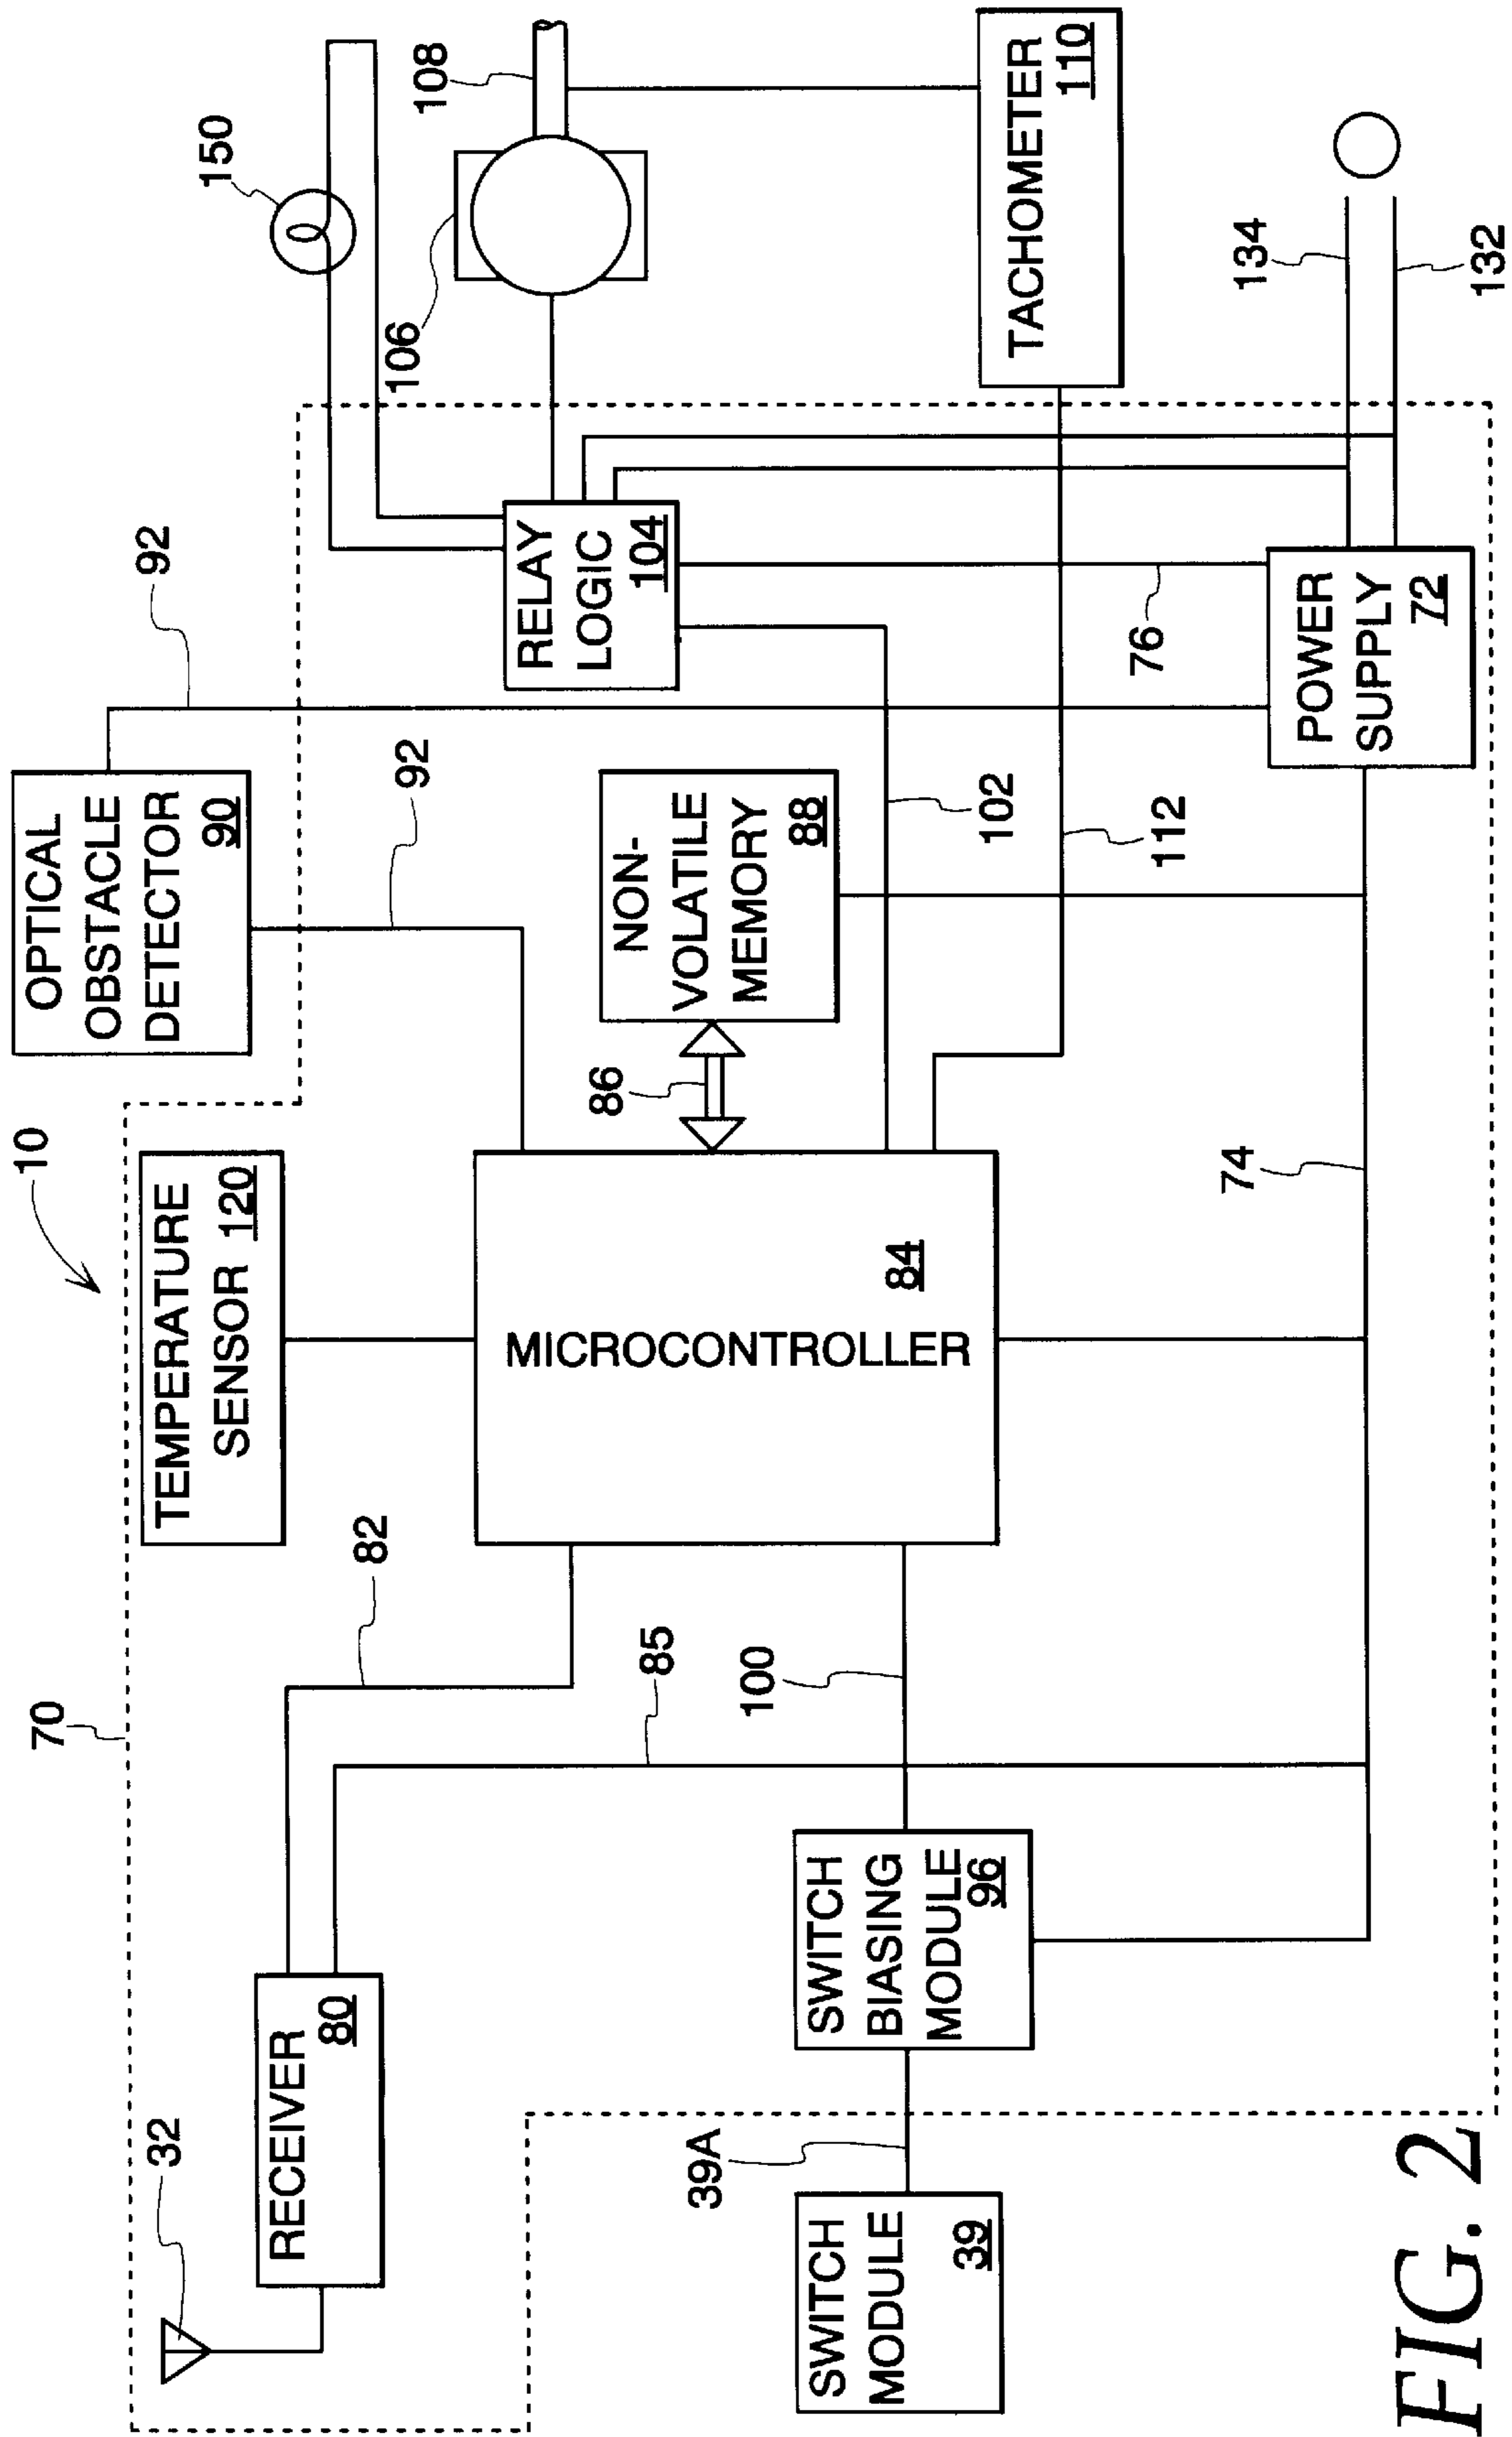 10
70
32
RECEIVER
80
82
85
TEMPERATURE
SENSOR 120
OPTICAL
OBSTACLE
DETECTOR
90
92
92
150
106
108
RELAY
LOGIC
104
NON-
VOLATILE
MEMORY
88
86
MICROCONTROLLER
84
100
102
112
76
TACHOMETER
110
39A
SWITCH
MODULE
39
SWITCH
BIASING
MODULE
96
74
POWER
SUPPLY
72
134
132
FIG. 2